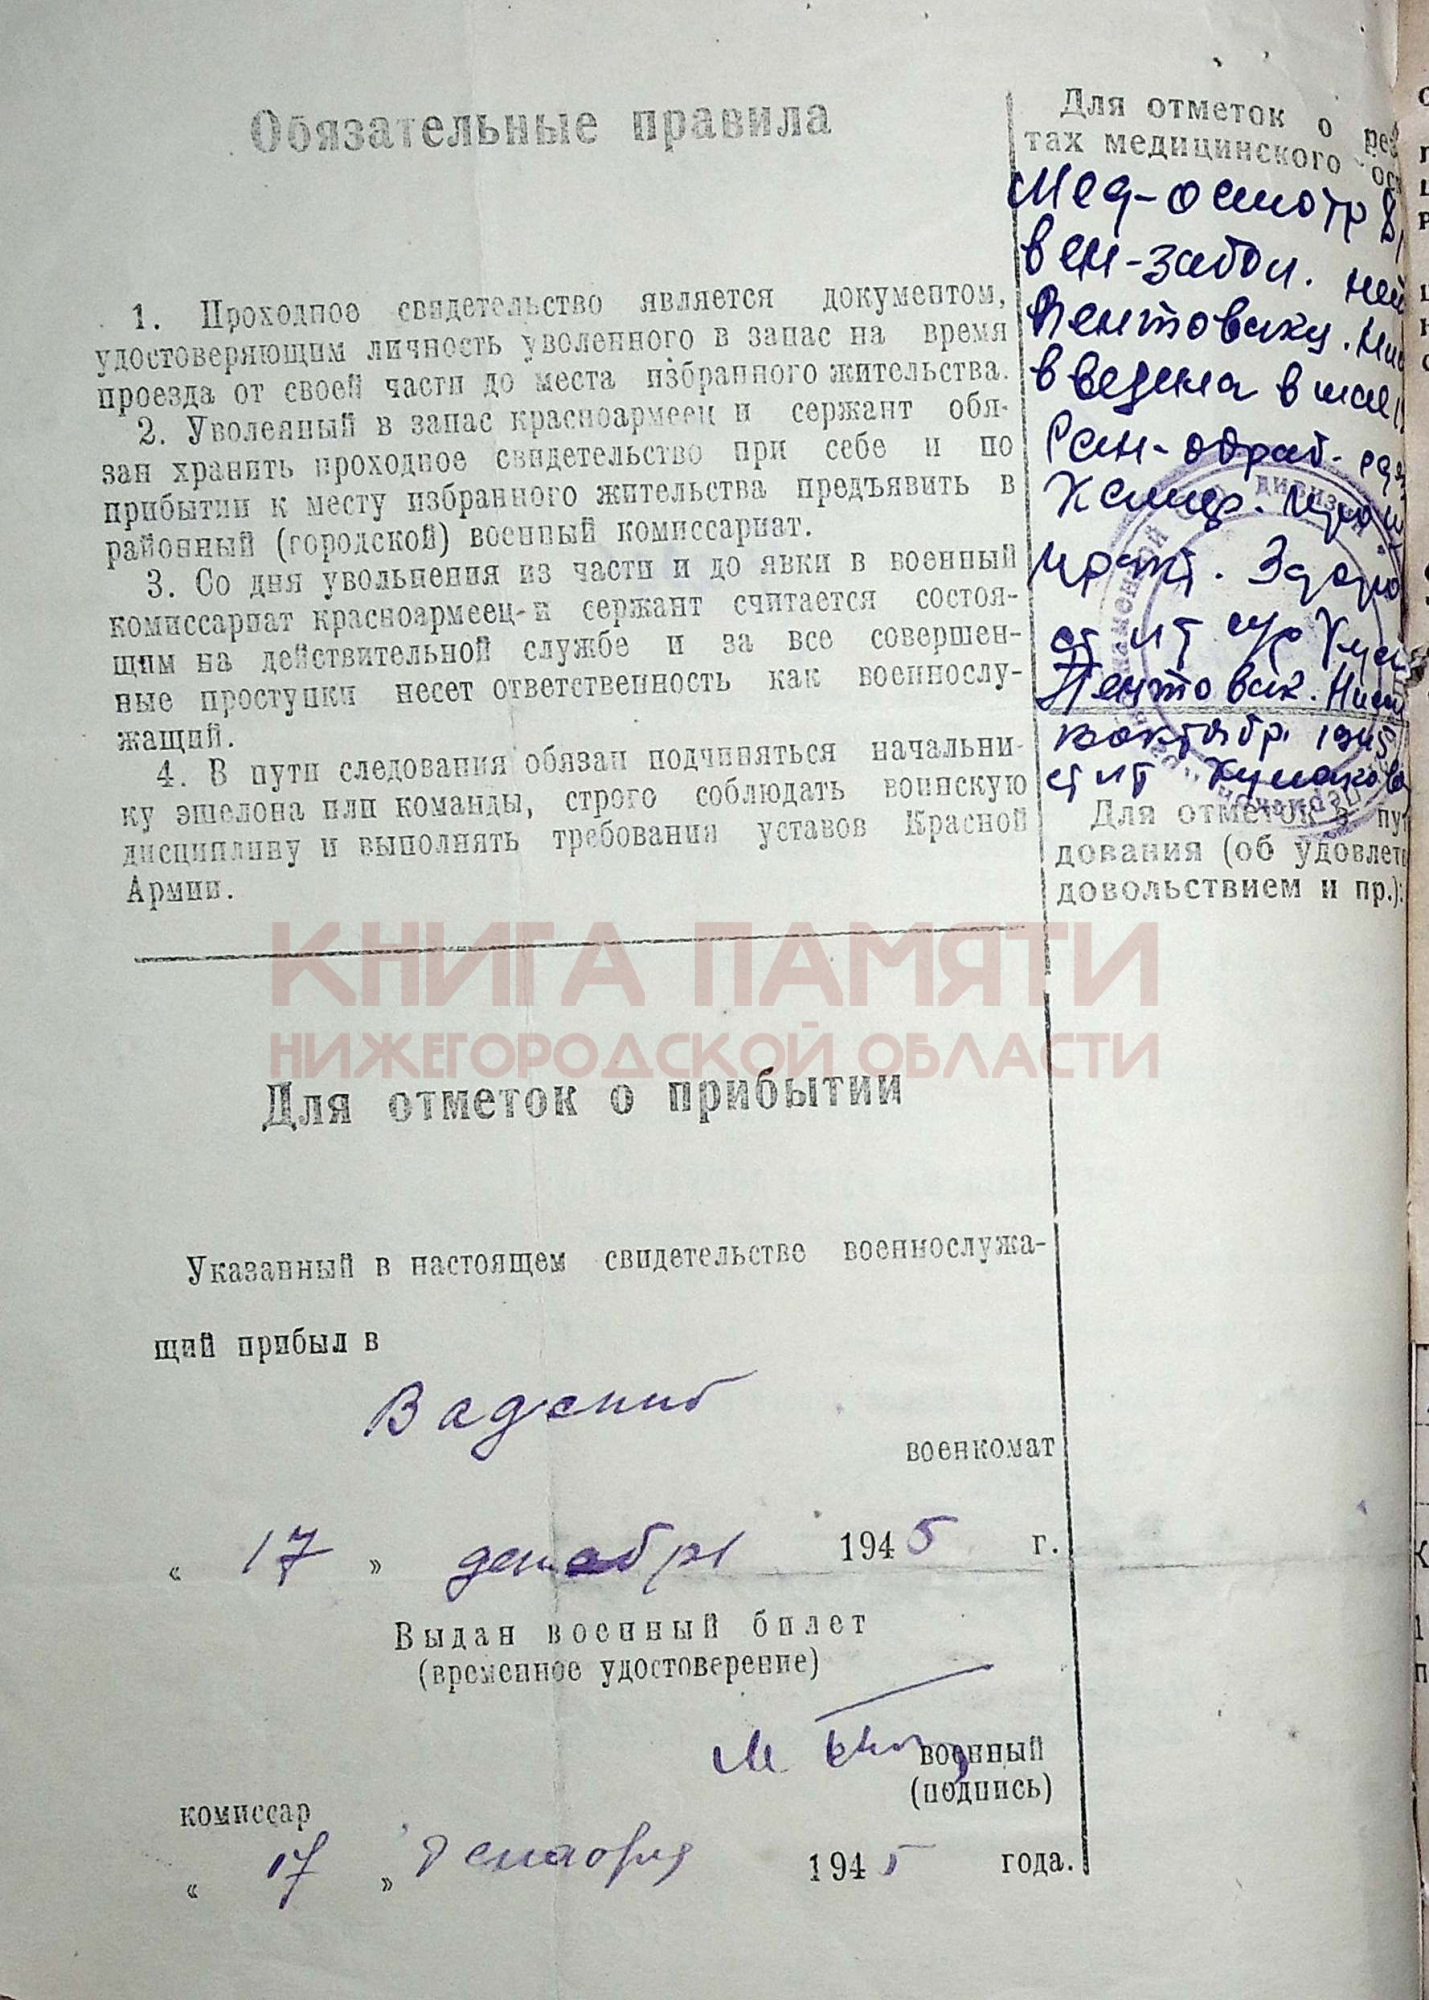 Обязательные правила
1. Проходное свидетельство является документом,
удостоверяющим личность уволенного в запас на время
проезда от своей части до места избранного жительства.
2. Уволенный в запас красноармеец и сержант обя-
зан хранить проходное свидетельство при себе и по
прибытии к месту избранного жительства предъявить в
районный (городской) военный комиссариат.
3. Со дня увольнения из части и до явки в военный
комиссариат красноармеец и сержант считается состоя-
щим на действительной службе и за все совершен-
ные проступки несет ответственность как военнослу-
жащий.
4. В пути следования обязан подчиняться начальни-
ку эшелона или команды, строго соблюдать воинскую
дисциплину и выполнять требования уставов Красной
Армии.
Для отметок о рез
тах медицинского ос
Мед-осмотр
вен-забол.
введена в
Сан-обраб.
октябр. 1945
Для отметок в пут
дования (об удовлет
довольствием и пр.):
КНИГА ПАМЯТИ
НИЖЕГОРОДСКОЙ ОБЛАСТИ
Для отметок о прибытии
Указанный в настоящем свидетельстве военнослужа-
щий прибыл в
Вадский
военкомат
« 17 » декабря 1945 г.
Выдан военный билет
(временное удостоверение)
военный
(подпись)
комиссар
« 17 » декабря 1945 года.